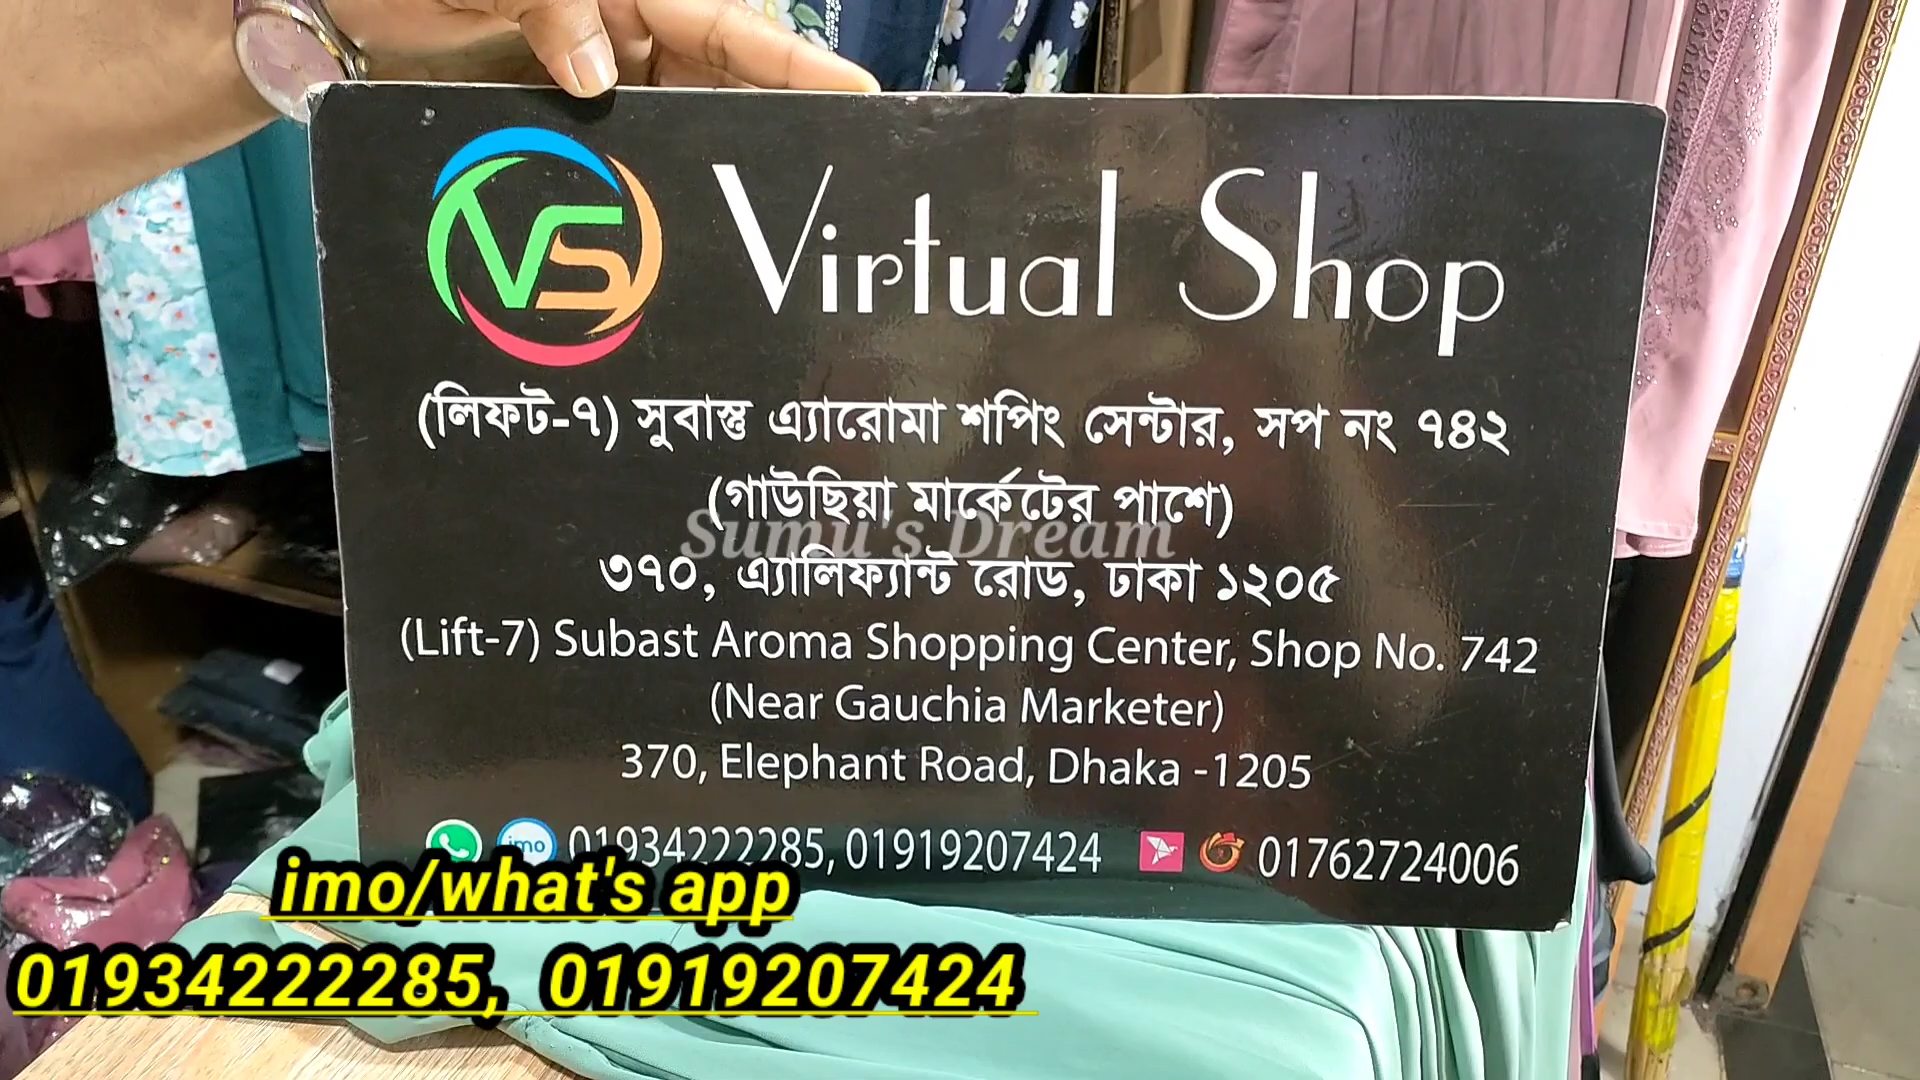 VS Virtual Shop
(লিফট-৭) সুবাস্তু এ্যারোমা শপিং সেন্টার, সপ নং ৭৪২
(গাউছিয়া মার্কেটের পাশে)
Sumu's Dream
৩৭০, এ্যালিফ্যান্ট রোড, ঢাকা ১২০৫
(Lift-7) Subast Aroma Shopping Center, Shop No. 742
(Near Gauchia Marketer)
370, Elephant Road, Dhaka -1205
imo 01934222285, 01919207424 01762724006
imo/what's app
01934222285, 01919207424